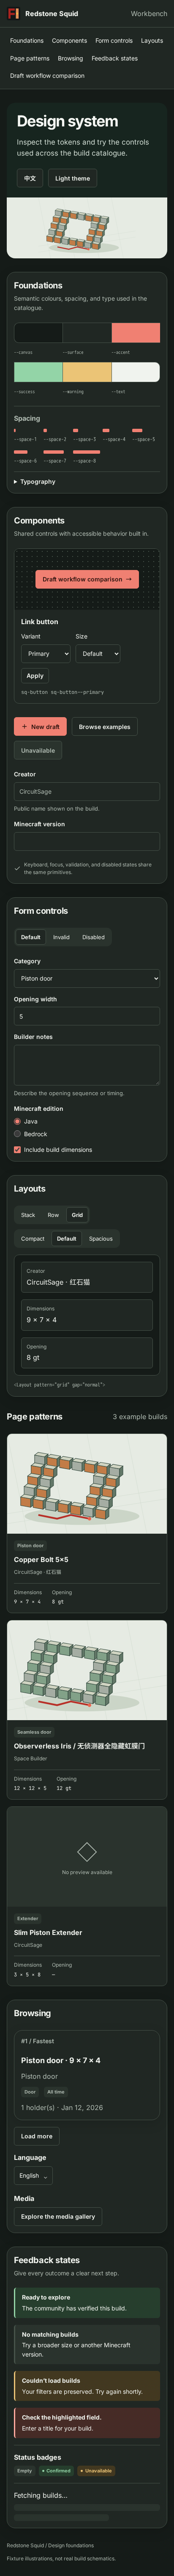 Redstone Squid
Workbench
Foundations Components Form controls Layouts
Page patterns Browsing Feedback states
Draft workflow comparison
Design system
Inspect the tokens and try the controls
used across the build catalogue.
中文 Light theme
Foundations
Semantic colours, spacing, and type used in the
catalogue.
--canvas --surface --accent
--success --warning --text
Spacing
--space-1 --space-2 --space-3 --space-4 --space-5
--space-6 --space-7 --space-8
Typography
Components
Shared controls with accessible behavior built in.
Draft workflow comparison →
Link button
Variant Size
Primary Default
Apply
sq-button sq-button--primary
+ New draft Browse examples
Unavailable
Creator
CircuitSage
Public name shown on the build.
Minecraft version
Keyboard, focus, validation, and disabled states share
the same primitives.
Form controls
Default Invalid Disabled
Category
Piston door
Opening width
5
Builder notes
Describe the opening sequence or timing.
Minecraft edition
Java
Bedrock
Include build dimensions
Layouts
Stack Row Grid
Compact Default Spacious
Creator
CircuitSage · 红石猫
Dimensions
9 × 7 × 4
Opening
8 gt
<Layout pattern="grid" gap="normal">
Page patterns
3 example builds
Piston door
Copper Bolt 5×5
CircuitSage · 红石猫
Dimensions Opening
9 × 7 × 4 8 gt
Seamless door
Observerless Iris / 无侦测器全隐藏虹膜门
Space Builder
Dimensions Opening
12 × 12 × 5 12 gt
No preview available
Extender
Slim Piston Extender
CircuitSage
Dimensions Opening
3 × 5 × 8 —
Browsing
#1 / Fastest
Piston door · 9 × 7 × 4
Piston door
Door All time
1 holder(s) · Jan 12, 2026
Load more
Language
English
Media
Explore the media gallery
Feedback states
Give every outcome a clear next step.
Ready to explore
The community has verified this build.
No matching builds
Try a broader size or another Minecraft
version.
Couldn't load builds
Your filters are preserved. Try again shortly.
Check the highlighted field.
Enter a title for your build.
Status badges
Empty Confirmed Unavailable
Fetching builds…
Redstone Squid / Design foundations
Fixture illustrations, not real build schematics.